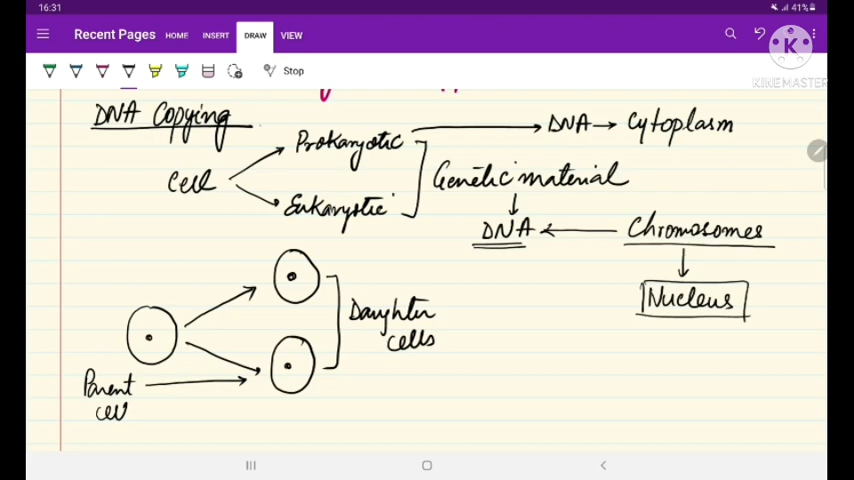 16:31
41%
Recent Pages HOME INSERT DRAW VIEW
K
KINEMASTER
Stop
DNA Copying
Cell
Prokaryotic
Eukaryotic
DNA → Cytoplasm
Genetic material
DNA ← Chromosomes
Nucleus
Daughter
cells
Parent
cell